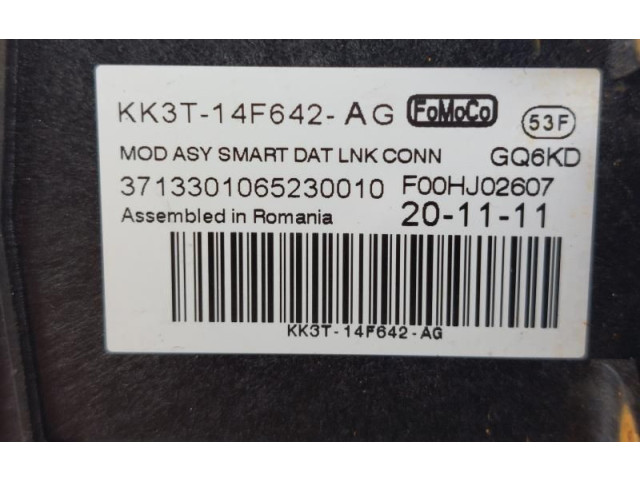 KK3T-14F642-AG FoMoCo 53F
MOD ASY SMART DAT LNK CONN GQ6KD
3713301065230010 F00HJ02607
Assembled in Romania 20-11-11
KK3T-14F642-AG